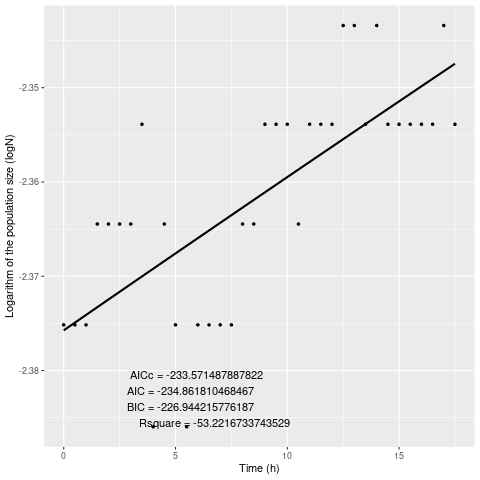 -2.35
-2.36
-2.37
-2.38
Logarithm of the population size (logN)
AICc = -233.571487887822
AIC = -234.861810468467
BIC = -226.944215776187
Rsquare = -53.2216733743529
0 5 10 15
Time (h)